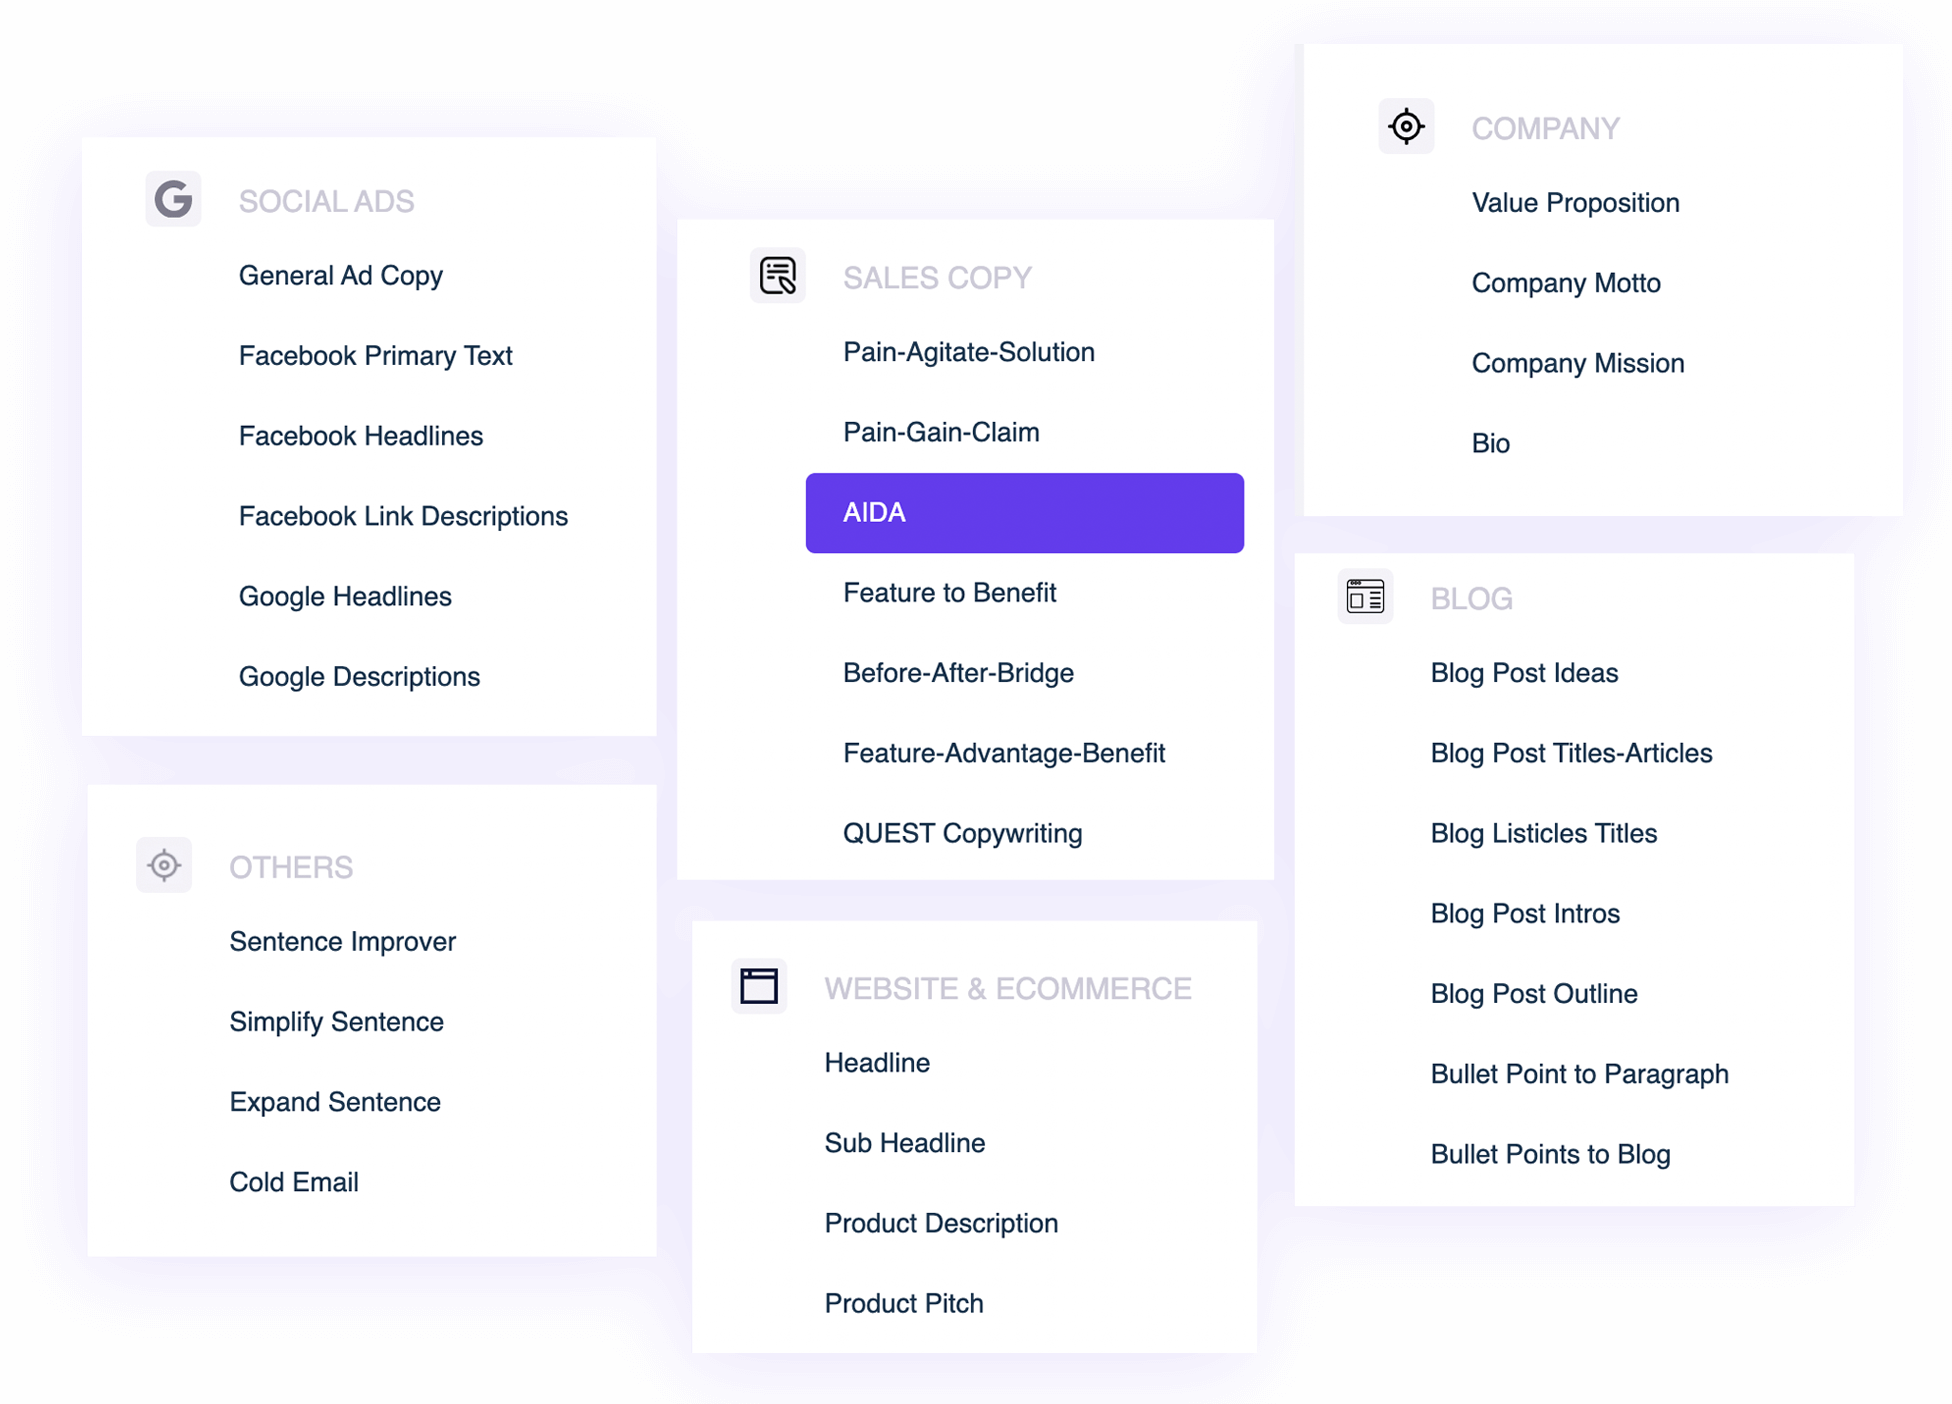 SOCIAL ADS
General Ad Copy
Facebook Primary Text
Facebook Headlines
Facebook Link Descriptions
Google Headlines
Google Descriptions
OTHERS
Sentence Improver
Simplify Sentence
Expand Sentence
Cold Email
SALES COPY
Pain-Agitate-Solution
Pain-Gain-Claim
AIDA
Feature to Benefit
Before-After-Bridge
Feature-Advantage-Benefit
QUEST Copywriting
WEBSITE & ECOMMERCE
Headline
Sub Headline
Product Description
Product Pitch
COMPANY
Value Proposition
Company Motto
Company Mission
Bio
BLOG
Blog Post Ideas
Blog Post Titles-Articles
Blog Listicles Titles
Blog Post Intros
Blog Post Outline
Bullet Point to Paragraph
Bullet Points to Blog